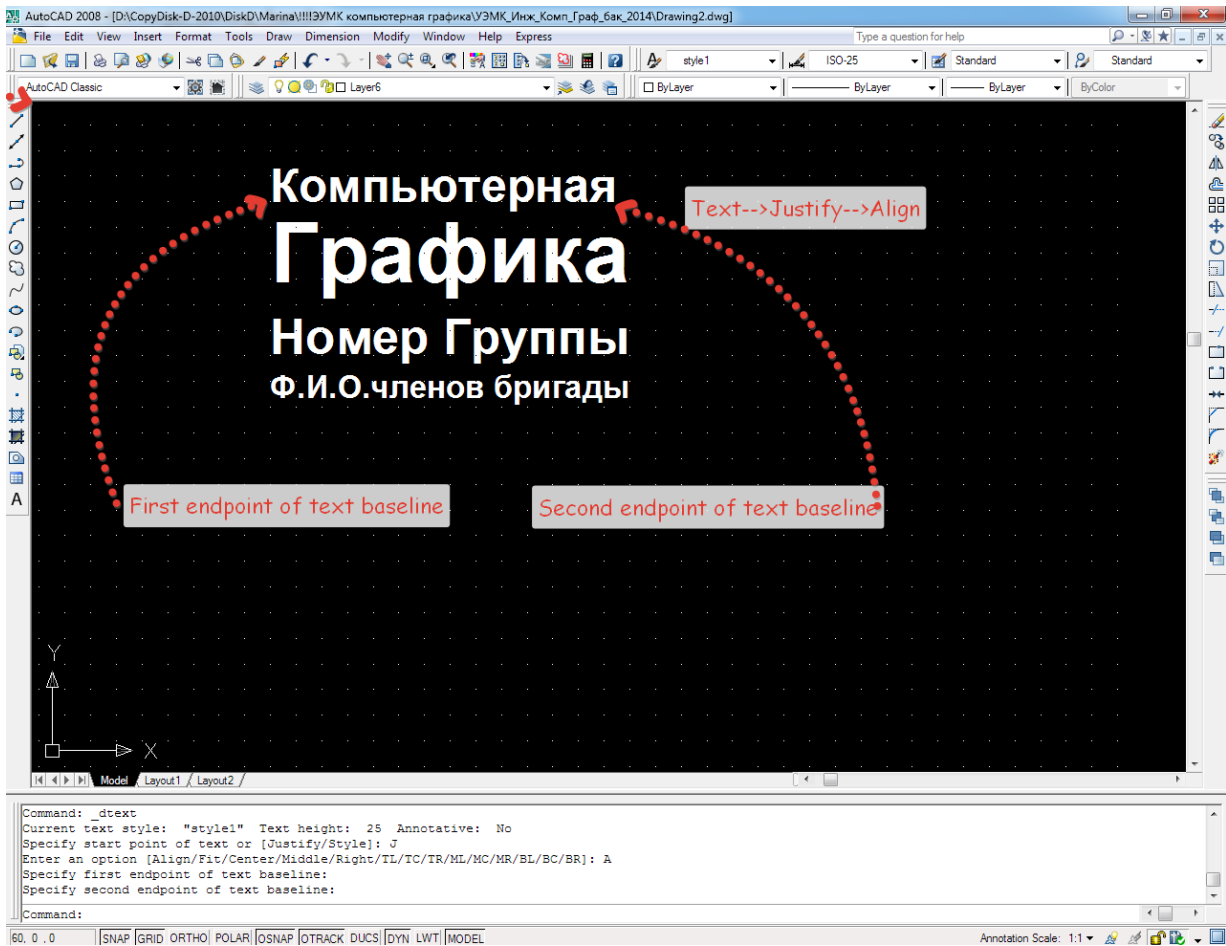 AutoCAD 2008 - [D:\CopyDisk-D-2010\DiskD\Marina\!!!!ЭУМК компьютерная графика\УЭМК_Инж_Комп_Граф_бак_2014\Drawing2.dwg]
File Edit View Insert Format Tools Draw Dimension Modify Window Help Express Type a question for help
style1 ISO-25 Standard Standard
AutoCAD Classic Layer6 ByLayer ByLayer ByLayer ByColor
Компьютерная
Text-->Justify-->Align
Графика
Номер Группы
Ф.И.О.членов бригады
First endpoint of text baseline
Second endpoint of text baseline
A
Y
X
Model Layout1 Layout2
Command: _dtext
Current text style: "style1" Text height: 25 Annotative: No
Specify start point of text or [Justify/Style]: J
Enter an option [Align/Fit/Center/Middle/Right/TL/TC/TR/ML/MC/MR/BL/BC/BR]: A
Specify first endpoint of text baseline:
Specify second endpoint of text baseline:
Command:
60, 0 , 0 SNAP GRID ORTHO POLAR OSNAP OTRACK DUCS DYN LWT MODEL Annotation Scale: 1:1